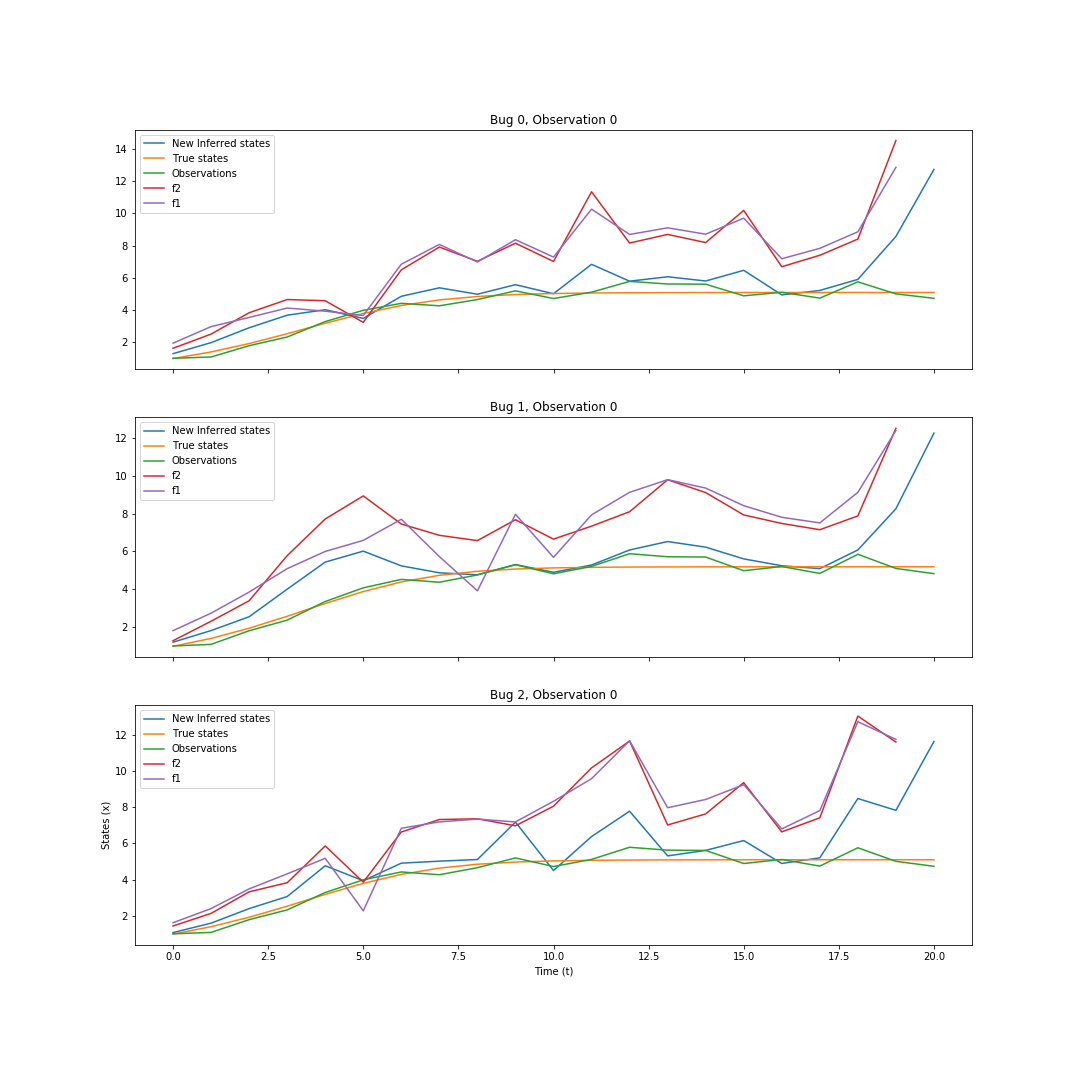 Bug 0, Observation 0
New Inferred states
True states
Observations
f2
f1
14
12
10
8
6
4
2
Bug 1, Observation 0
New Inferred states
True states
Observations
f2
f1
12
10
8
6
4
2
Bug 2, Observation 0
New Inferred states
True states
Observations
f2
f1
States (x)
12
10
8
6
4
2
0.0 2.5 5.0 7.5 10.0 12.5 15.0 17.5 20.0
Time (t)